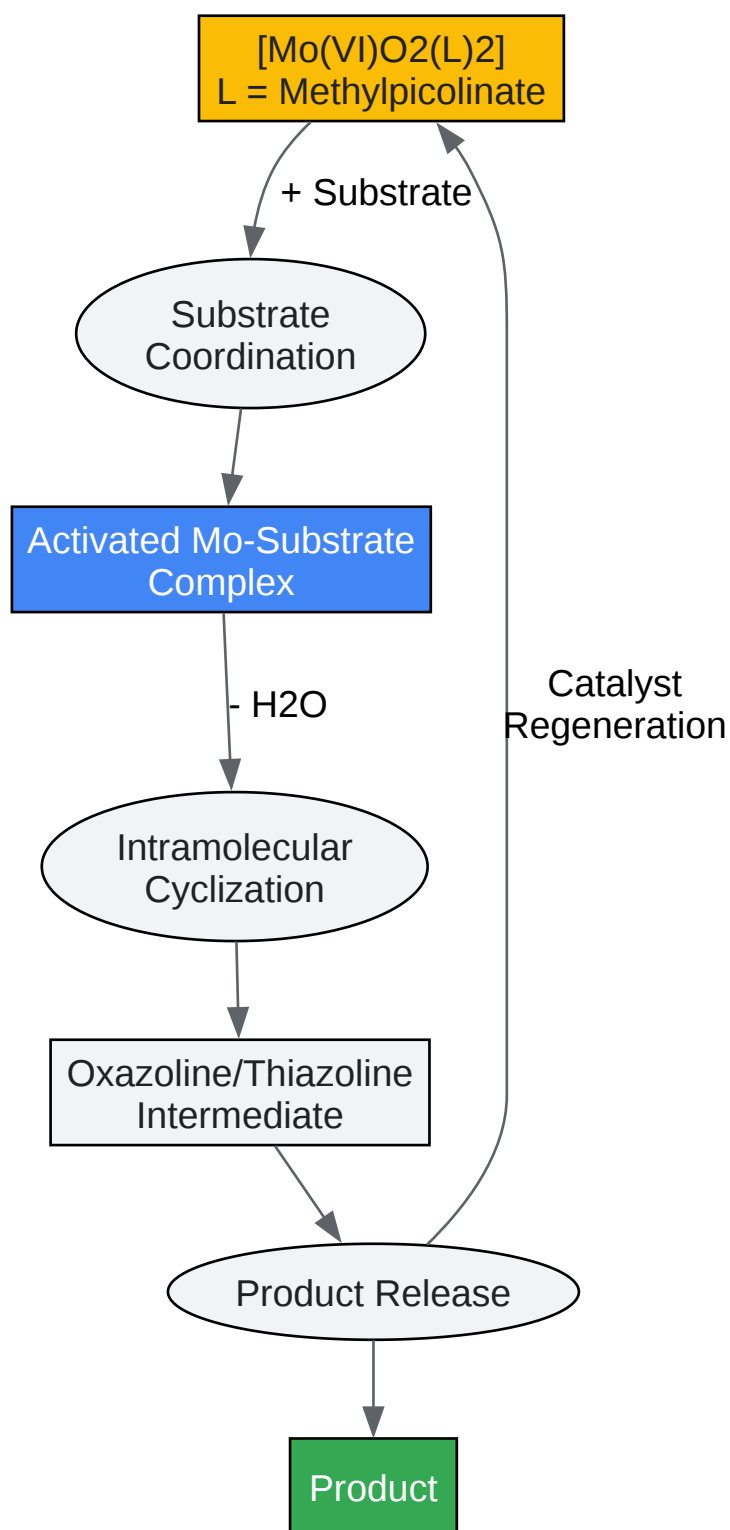 [Mo(VI)O2(L)2]
L = Methylpicolinate
+ Substrate
Substrate
Coordination
Activated Mo-Substrate
Complex
- H2O
Catalyst
Regeneration
Intramolecular
Cyclization
Oxazoline/Thiazoline
Intermediate
Product Release
Product